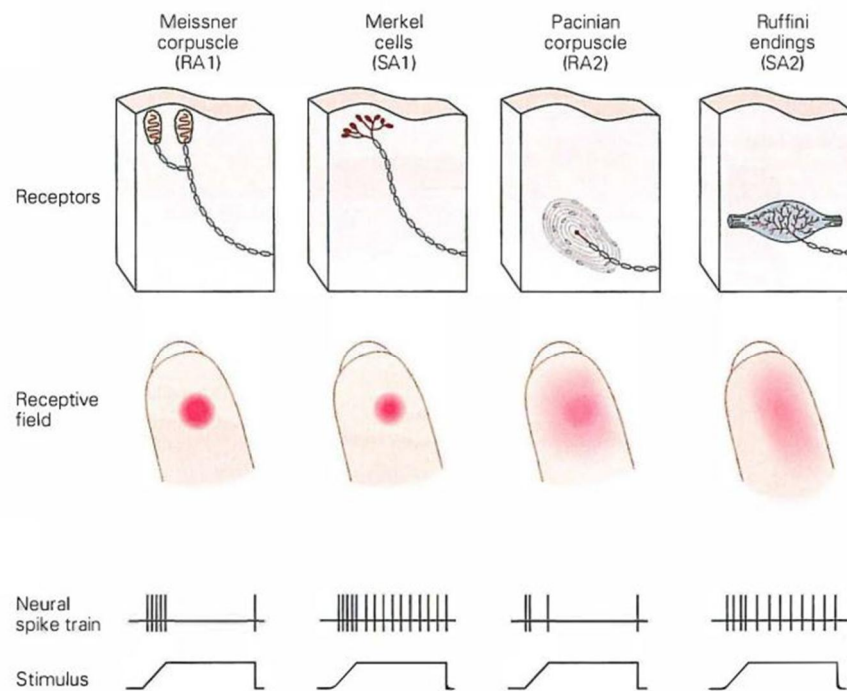 Meissner
corpuscle
(RA1)
Merkel
cells
(SA1)
Pacinian
corpuscle
(RA2)
Ruffini
endings
(SA2)
Receptors
Receptive
field
Neural
spike train
Stimulus